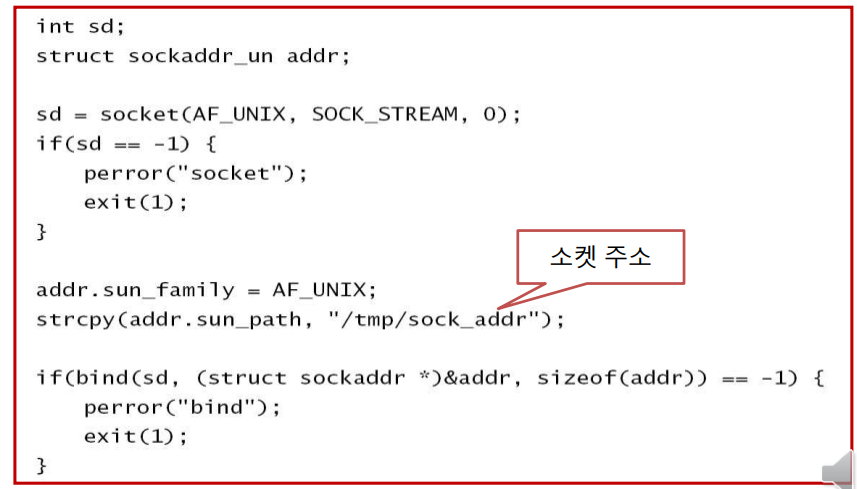 int sd;
struct sockaddr_un addr;
sd = socket(AF_UNIX, SOCK_STREAM, 0);
if(sd == -1) {
perror("socket");
exit(1);
}
소켓 주소
addr.sun_family = AF_UNIX;
strcpy(addr.sun_path, "/tmp/sock_addr");
if(bind(sd, (struct sockaddr *)&addr, sizeof(addr)) == -1) {
perror("bind");
exit(1);
}